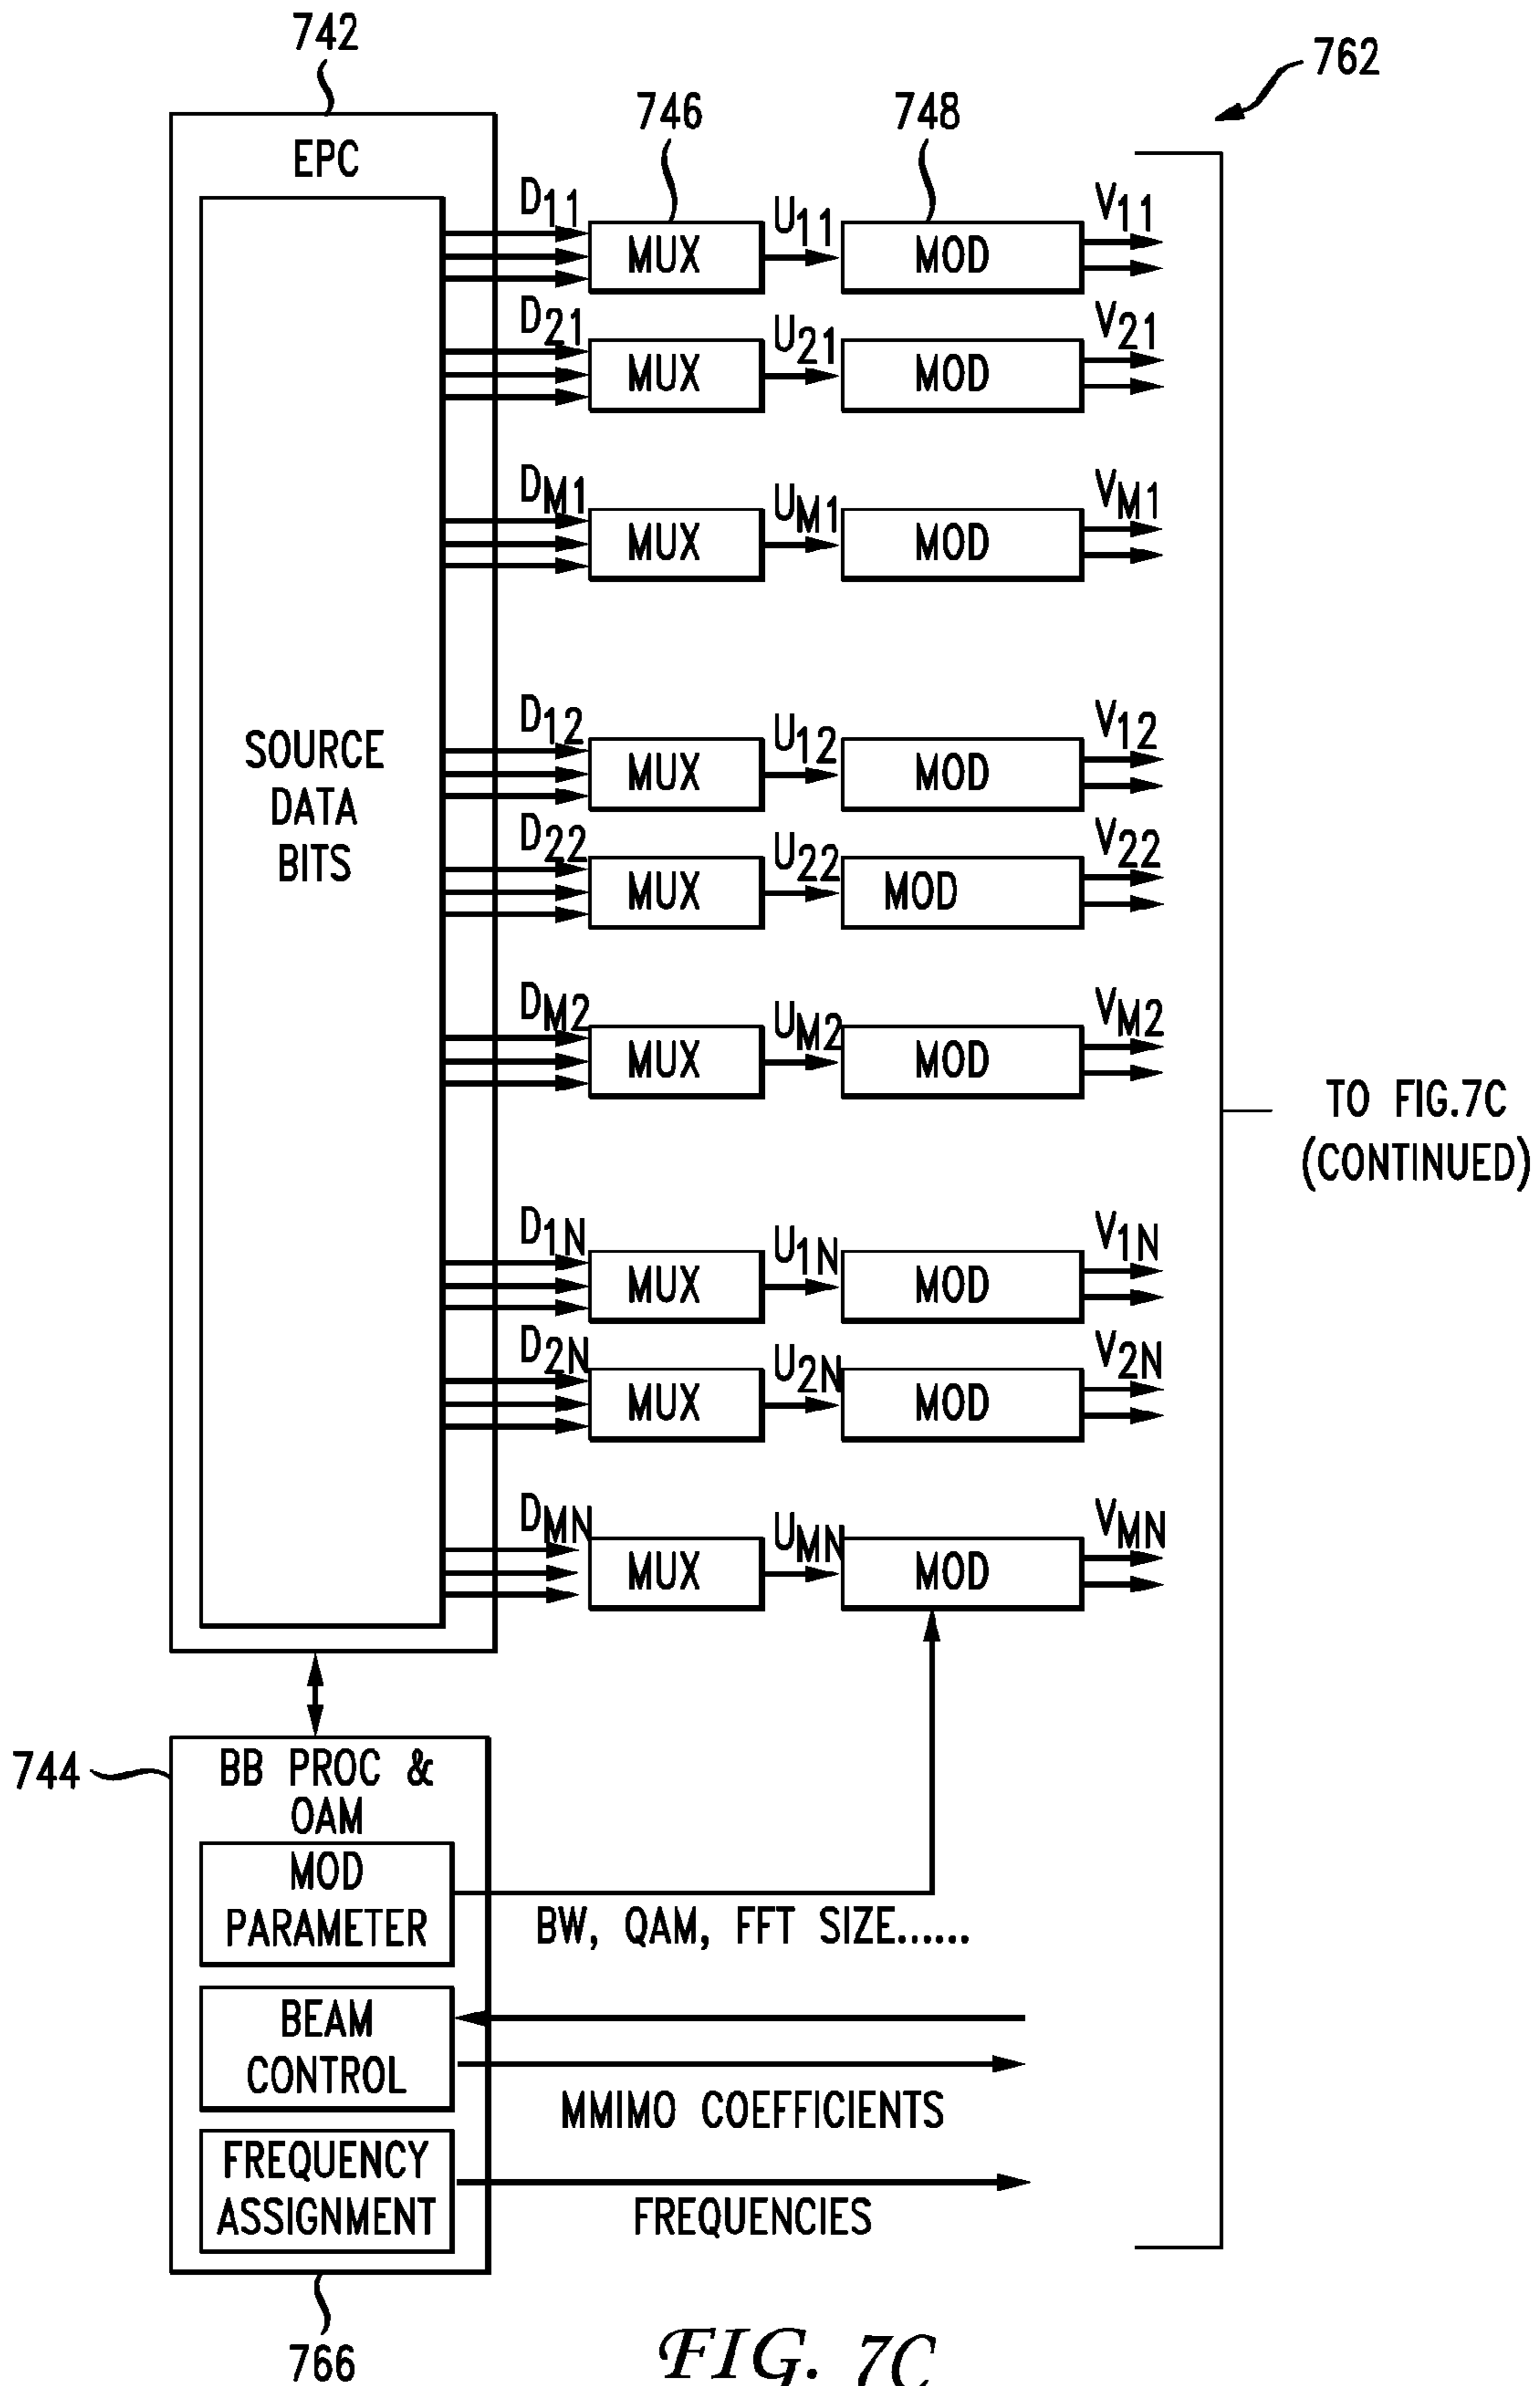 742
762
EPC
746
748
D11
MUX
U11
MOD
V11
D21
MUX
U21
MOD
V21
DM1
MUX
UM1
MOD
VM1
SOURCE
DATA
BITS
D12
MUX
U12
MOD
V12
D22
MUX
U22
MOD
V22
DM2
MUX
UM2
MOD
VM2
TO FIG.7C
(CONTINUED)
D1N
MUX
U1N
MOD
V1N
D2N
MUX
U2N
MOD
V2N
DMN
MUX
UMN
MOD
VMN
744
BB PROC &
OAM
MOD
PARAMETER
BW, QAM, FFT SIZE......
BEAM
CONTROL
MMIMO COEFFICIENTS
FREQUENCY
ASSIGNMENT
FREQUENCIES
766
FIG. 7C